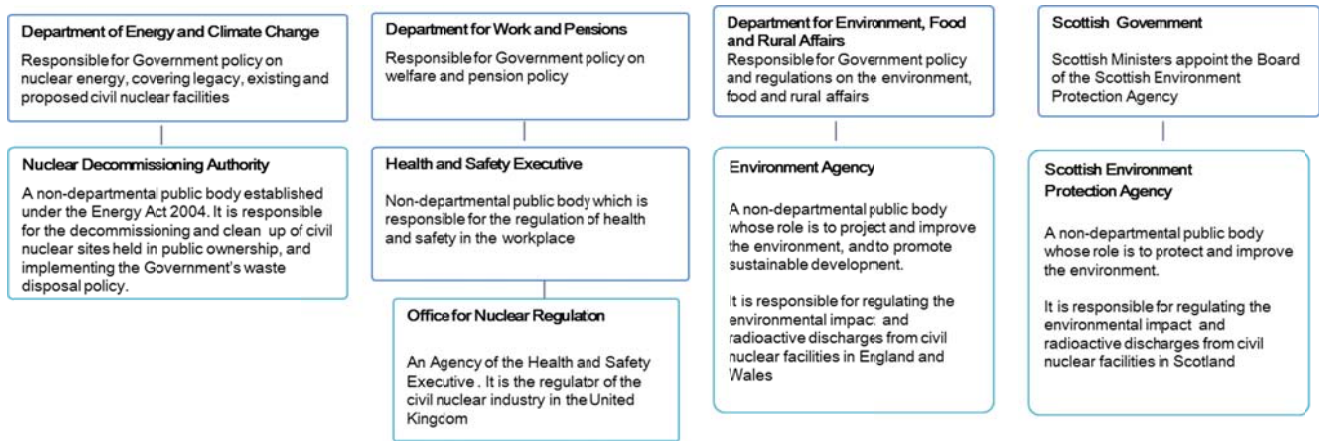 Department of Energy and Climate Change
Responsible for Government policy on
nuclear energy, covering legacy, existing and
proposed civil nuclear facilities
Nuclear Decommissioning Authority
A non-departmental public body established
under the Energy Act 2004. It is responsible
for the decommissioning and clean up of civil
nuclear sites held in public ownership, and
implementing the Government's waste
disposal policy.
Department for Work and Pensions
Responsible for Government policy on
welfare and pension policy
Health and Safety Executive
Non-departmental public body which is
responsible for the regulation of health
and safety in the workplace
Office for Nuclear Regulaton
An Agency of the Health and Safety
Executive. It is the regulator of the
civil nuclear industry in the United
Kingdom
Department for Environment, Food
and Rural Affairs
Responsible for Government policy
and regulations on the environment,
food and rural affairs
Environment Agency
A non-departmental public body
whose role is to project and improve
the environment, and to promote
sustainable development.
It is responsible for regulating the
environmental impact and
radioactive discharges from civil
nuclear facilities in England and
Wales
Scottish Government
Scottish Ministers appoint the Board
of the Scottish Environment
Protection Agency
Scottish Environment
Protection Agency
A non-departmental public body
whose role is to protect and improve
the environment.
It is responsible for regulating the
environmental impact and
radioactive discharges from civil
nuclear facilities in Scotland